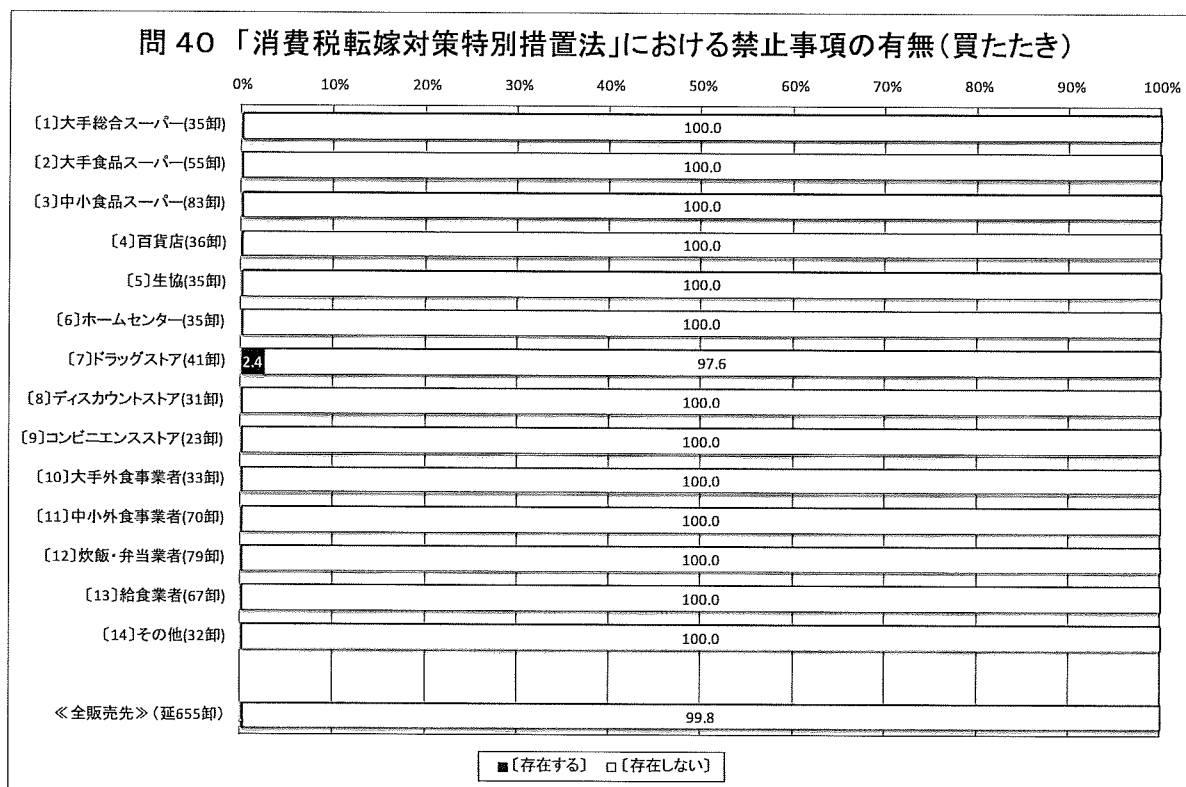 問 40 「消費税転嫁対策特別措置法」における禁止事項の有無(買たたき)
0% 10% 20% 30% 40% 50% 60% 70% 80% 90% 100%
〔1〕大手総合スーパー(35卸) 100.0
〔2〕大手食品スーパー(55卸) 100.0
〔3〕中小食品スーパー(83卸) 100.0
〔4〕百貨店(36卸) 100.0
〔5〕生協(35卸) 100.0
〔6〕ホームセンター(35卸) 100.0
〔7〕ドラッグストア(41卸) 2.4 97.6
〔8〕ディスカウントストア(31卸) 100.0
〔9〕コンビニエンスストア(23卸) 100.0
〔10〕大手外食事業者(33卸) 100.0
〔11〕中小外食事業者(70卸) 100.0
〔12〕炊飯・弁当業者(79卸) 100.0
〔13〕給食業者(67卸) 100.0
〔14〕その他(32卸) 100.0
≪全販売先≫(延655卸) 99.8
■〔存在する〕 □〔存在しない〕